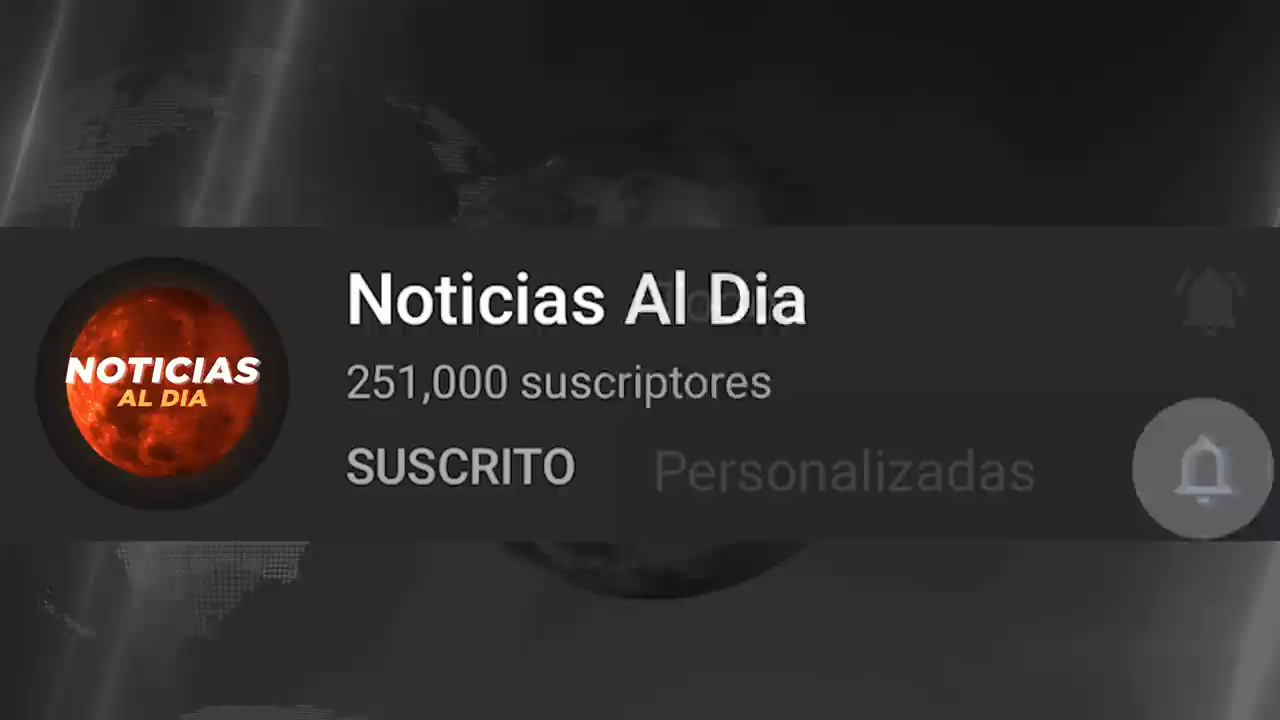 NOTICIAS
AL DIA
Noticias Al Dia
251,000 suscriptores
SUSCRITO
Personalizadas